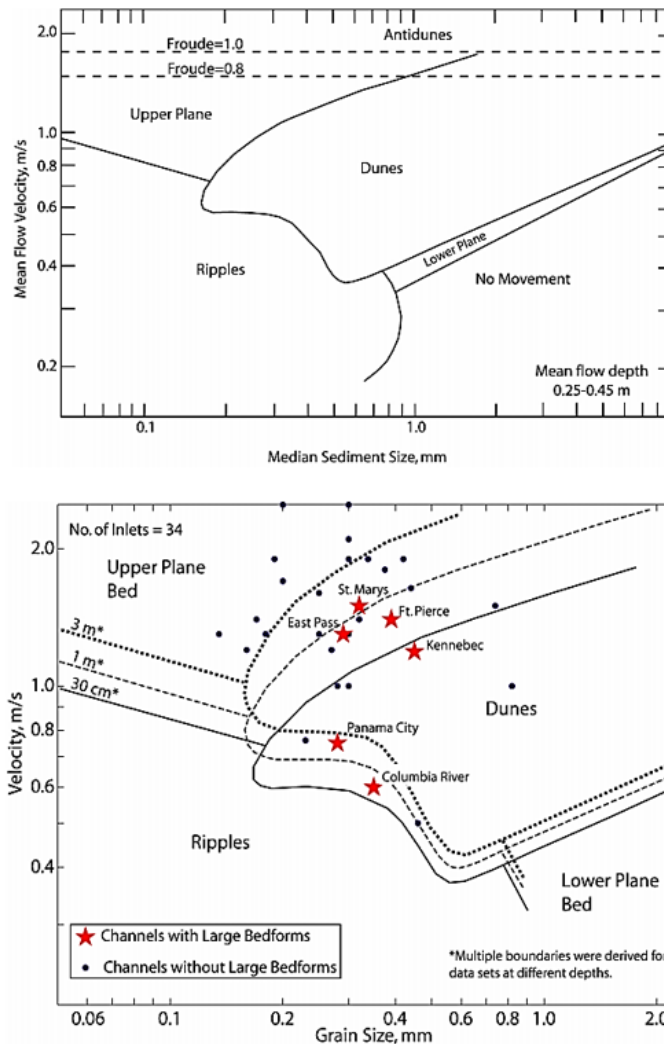 2.0
Antidunes
Froude=1.0
Froude=0.8
Upper Plane
1.0
0.8
Dunes
0.6
Mean Flow Velocity, m/s
0.4
Lower Plane
Ripples
No Movement
0.2
Mean flow depth
0.25-0.45 m
0.1
1.0
Median Sediment Size, mm
No. of Inlets = 34
2.0
Upper Plane
Bed
St. Marys
Ft. Pierce
East Pass
3 m*
Kennebec
1 m*
30 cm*
1.0
Dunes
0.8
Panama City
Velocity, m/s
Columbia River
0.6
Ripples
0.4
Lower Plane
Bed
Channels with Large Bedforms
Channels without Large Bedforms
*Multiple boundaries were derived for
data sets at different depths.
0.06
0.1
0.2
0.4
0.6
0.8
1.0
2.0
Grain Size, mm